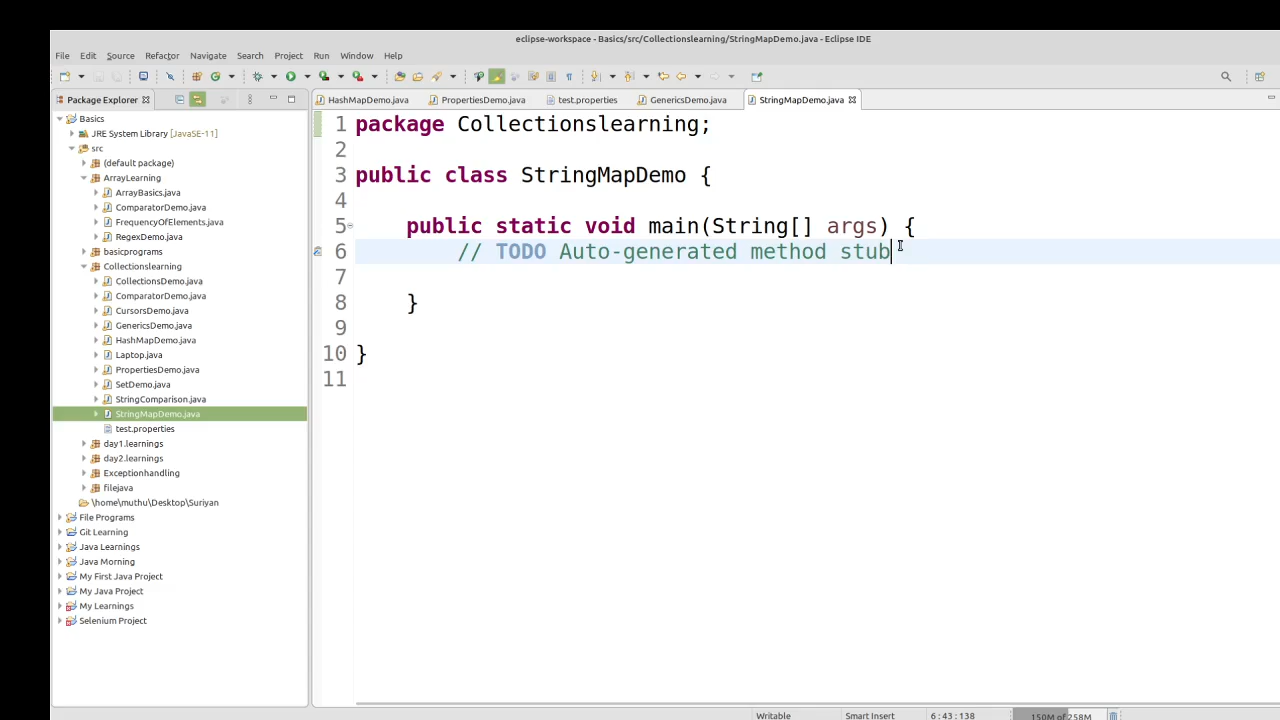 eclipse-workspace - Basics/src/Collectionslearning/StringMapDemo.java - Eclipse IDE
File Edit Source Refactor Navigate Search Project Run Window Help
Package Explorer
HashMapDemo.java PropertiesDemo.java test.properties GenericsDemo.java StringMapDemo.java
Basics
JRE System Library [JavaSE-11]
src
(default package)
ArrayLearning
ArrayBasics.java
ComparatorDemo.java
FrequencyOfElements.java
RegexDemo.java
basicprograms
Collectionslearning
CollectionsDemo.java
ComparatorDemo.java
CursorsDemo.java
GenericsDemo.java
HashMapDemo.java
Laptop.java
PropertiesDemo.java
SetDemo.java
StringComparison.java
StringMapDemo.java
test.properties
day1.learnings
day2.learnings
Exceptionhandling
filejava
\home\muthu\Desktop\Suriyan
File Programs
Git Learning
Java Learnings
Java Morning
My First Java Project
My Java Project
My Learnings
Selenium Project
1 package Collectionslearning;
2
3 public class StringMapDemo {
4
5 public static void main(String[] args) {
6 // TODO Auto-generated method stub
7
8 }
9
10 }
11
Writable Smart Insert 6:43:138 150M of 258M